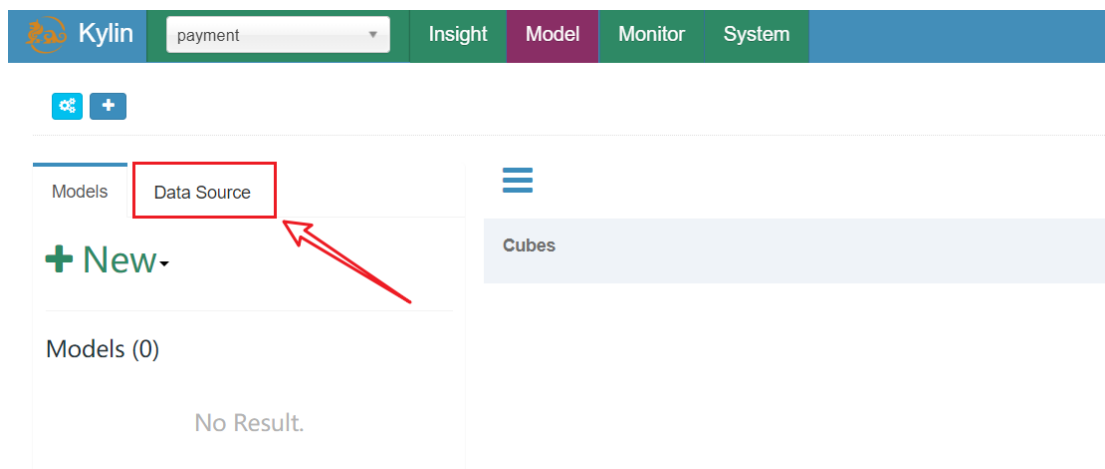 Kylin payment Insight Model Monitor System
Models Data Source
New
Cubes
Models (0)
No Result.